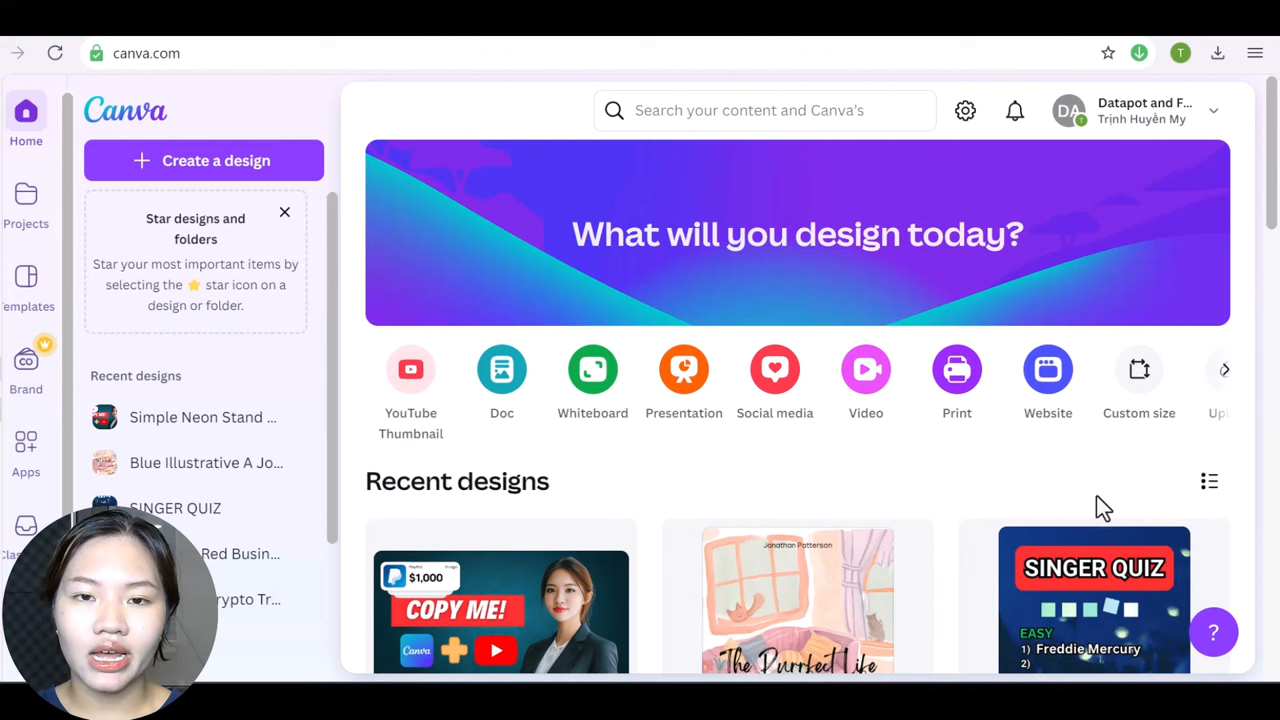 canva.com
T
Home
Projects
emplates
Brand
Apps
Clas
Canva
Create a design
Star designs and
folders
Star your most important items by
selecting the ⭐ star icon on a
design or folder.
Recent designs
Simple Neon Stand ...
Blue Illustrative A Jo...
SINGER QUIZ
Red Busin...
rypto Tr...
Search your content and Canva's
DA
T
Datapot and F...
Trịnh Huyền My
What will you design today?
YouTube
Thumbnail
Doc
Whiteboard
Presentation
Social media
Video
Print
Website
Custom size
Upl
Recent designs
$1,000
COPY ME!
Canva
Jonathan Patterson
The Purrfect Life
SINGER QUIZ
EASY
1) Freddie Mercury
2)
?